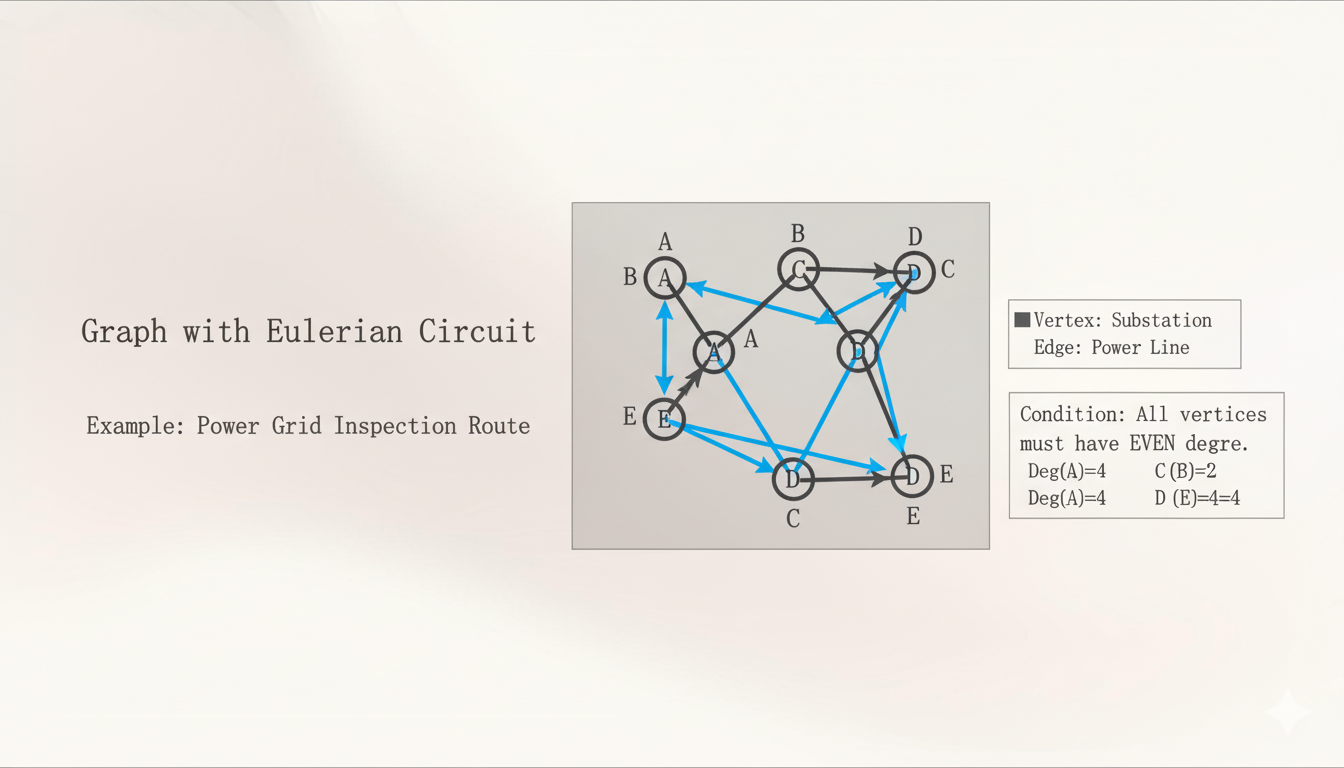 Graph with Eulerian Circuit
Example: Power Grid Inspection Route
A
B
D
B
A
C
D
C
A
A
D
E
E
D
D
E
C
E
Vertex: Substation
Edge: Power Line
Condition: All vertices
must have EVEN degre.
Deg(A)=4 C(B)=2
Deg(A)=4 D (E)=4=4